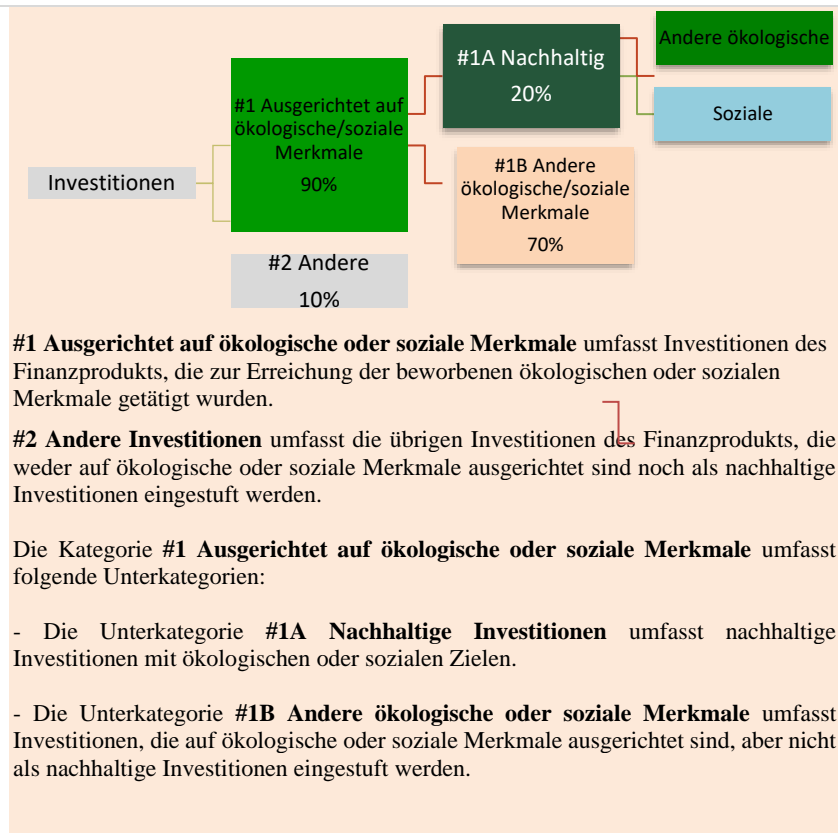 Investitionen
#1 Ausgerichtet auf
ökologische/soziale
Merkmale
90%
#2 Andere
10%
#1A Nachhaltig
20%
#1B Andere
ökologische/soziale
Merkmale
70%
Andere ökologische
Soziale
#1 Ausgerichtet auf ökologische oder soziale Merkmale umfasst Investitionen des
Finanzprodukts, die zur Erreichung der beworbenen ökologischen oder sozialen
Merkmale getätigt wurden.
#2 Andere Investitionen umfasst die übrigen Investitionen des Finanzprodukts, die
weder auf ökologische oder soziale Merkmale ausgerichtet sind noch als nachhaltige
Investitionen eingestuft werden.
Die Kategorie #1 Ausgerichtet auf ökologische oder soziale Merkmale umfasst
folgende Unterkategorien:
- Die Unterkategorie #1A Nachhaltige Investitionen umfasst nachhaltige
Investitionen mit ökologischen oder sozialen Zielen.
- Die Unterkategorie #1B Andere ökologische oder soziale Merkmale umfasst
Investitionen, die auf ökologische oder soziale Merkmale ausgerichtet sind, aber nicht
als nachhaltige Investitionen eingestuft werden.